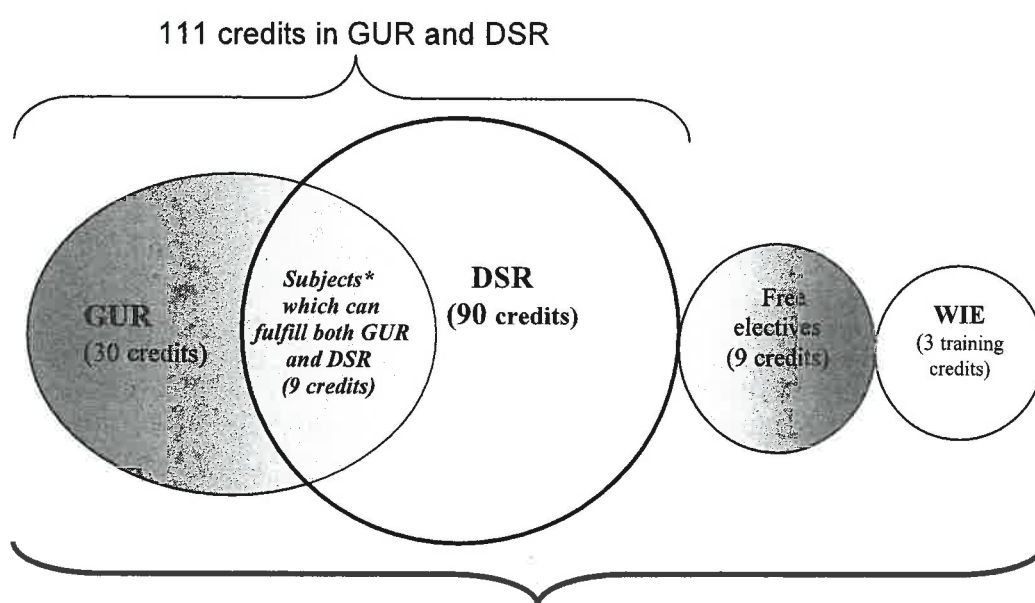 111 credits in GUR and DSR
GUR
(30 credits)
Subjects*
which can
fulfill both GUR
and DSR
(9 credits)
DSR
(90 credits)
Free
electives
(9 credits)
WIE
(3 training
credits)